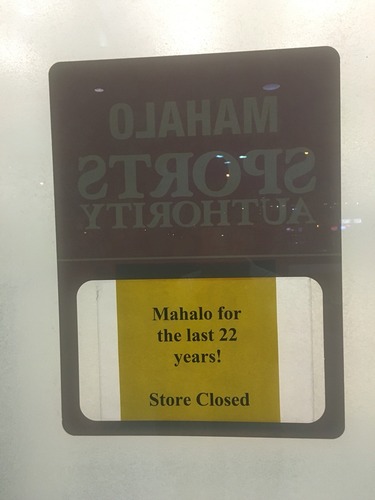 MAHALO
SPORTS
AUTHORITY
Mahalo for
the last 22
years!
Store Closed